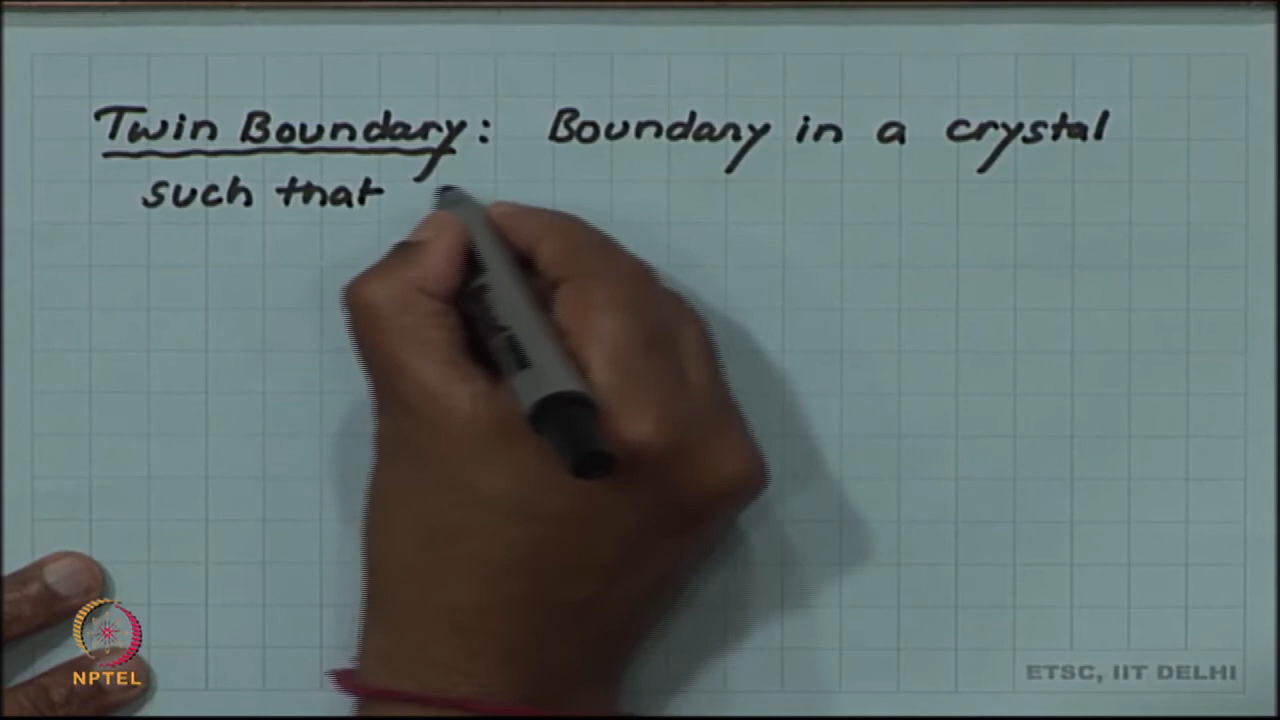 Twin Boundary: Boundary in a crystal
such that
NPTEL
ETSC, IIT DELHI